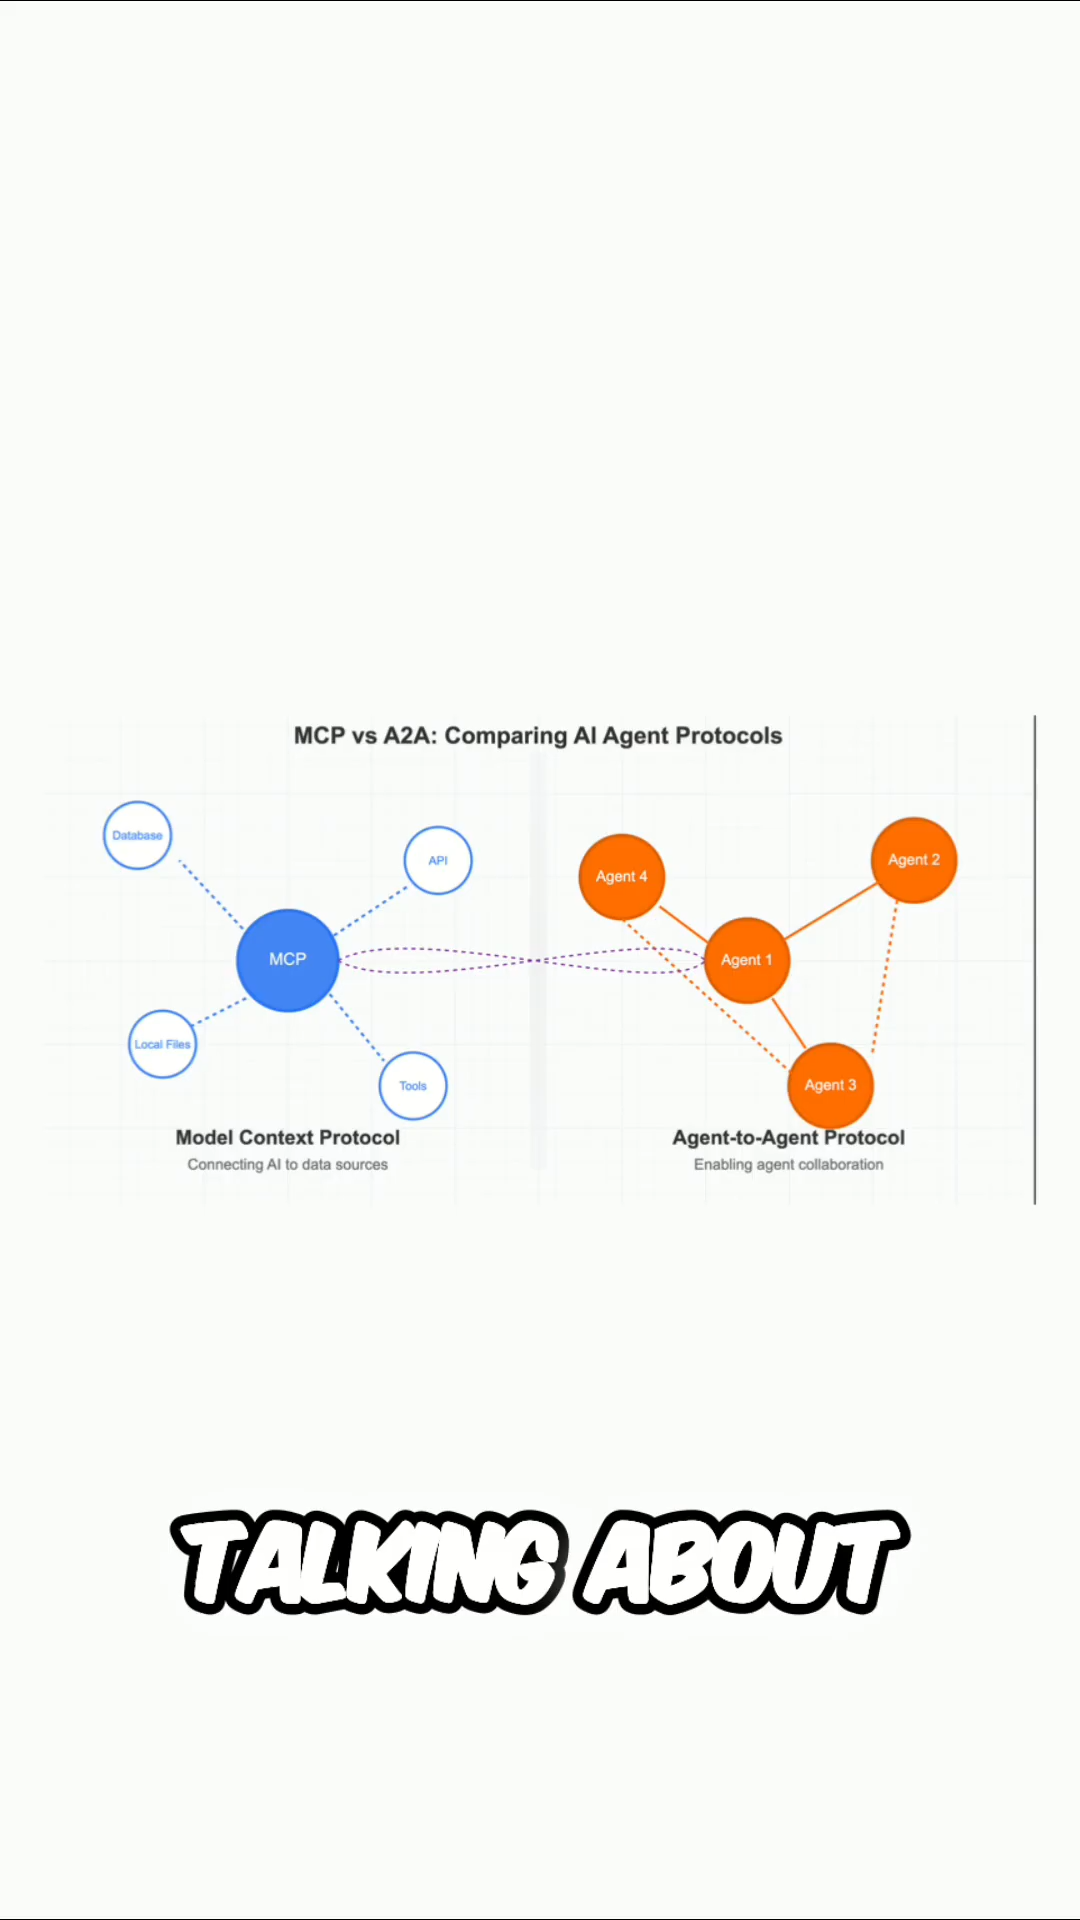 MCP vs A2A: Comparing AI Agent Protocols
Database
API
MCP
Local Files
Tools
Model Context Protocol
Connecting AI to data sources
Agent 4
Agent 2
Agent 1
Agent 3
Agent-to-Agent Protocol
Enabling agent collaboration
TALKING ABOUT